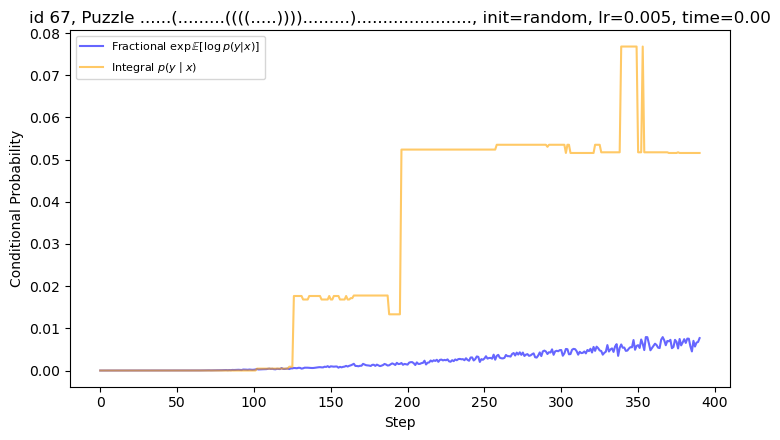 id 67, Puzzle ......(.........((((.....)))).........)......................, init=random, lr=0.005, time=0.00
Fractional exp𝔼[log p(y|x)]
Integral p(y | x)
Conditional Probability
0.08
0.07
0.06
0.05
0.04
0.03
0.02
0.01
0.00
0 50 100 150 200 250 300 350 400
Step